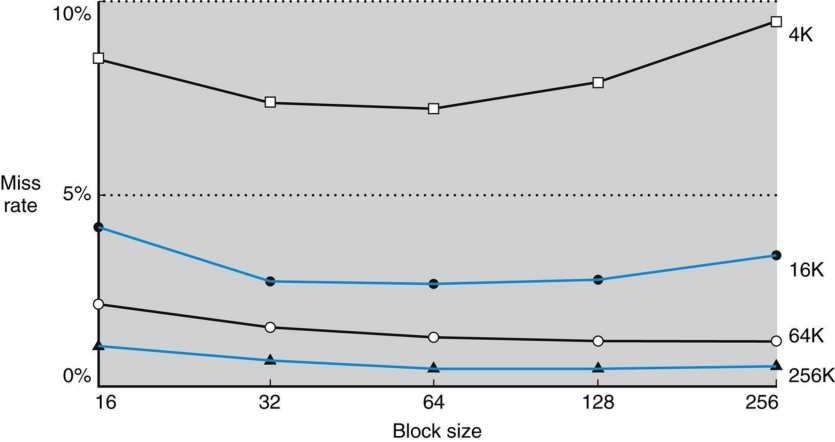 10%
4K
Miss
rate
5%
16K
64K
0%
256K
16 32 64 128 256
Block size